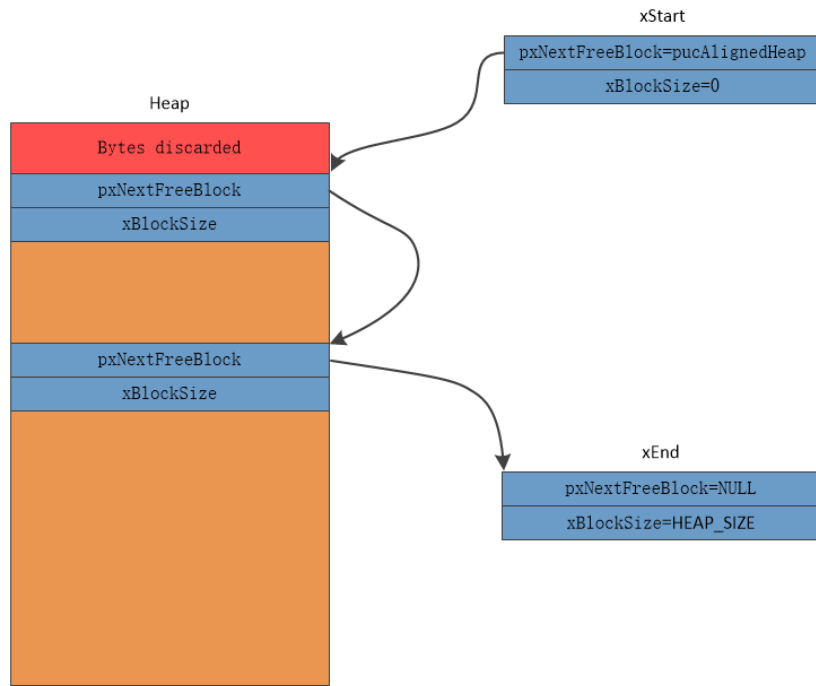 xStart
pxNextFreeBlock=pucAlignedHeap
xBlockSize=0
Heap
Bytes discarded
pxNextFreeBlock
xBlockSize
pxNextFreeBlock
xBlockSize
xEnd
pxNextFreeBlock=NULL
xBlockSize=HEAP_SIZE